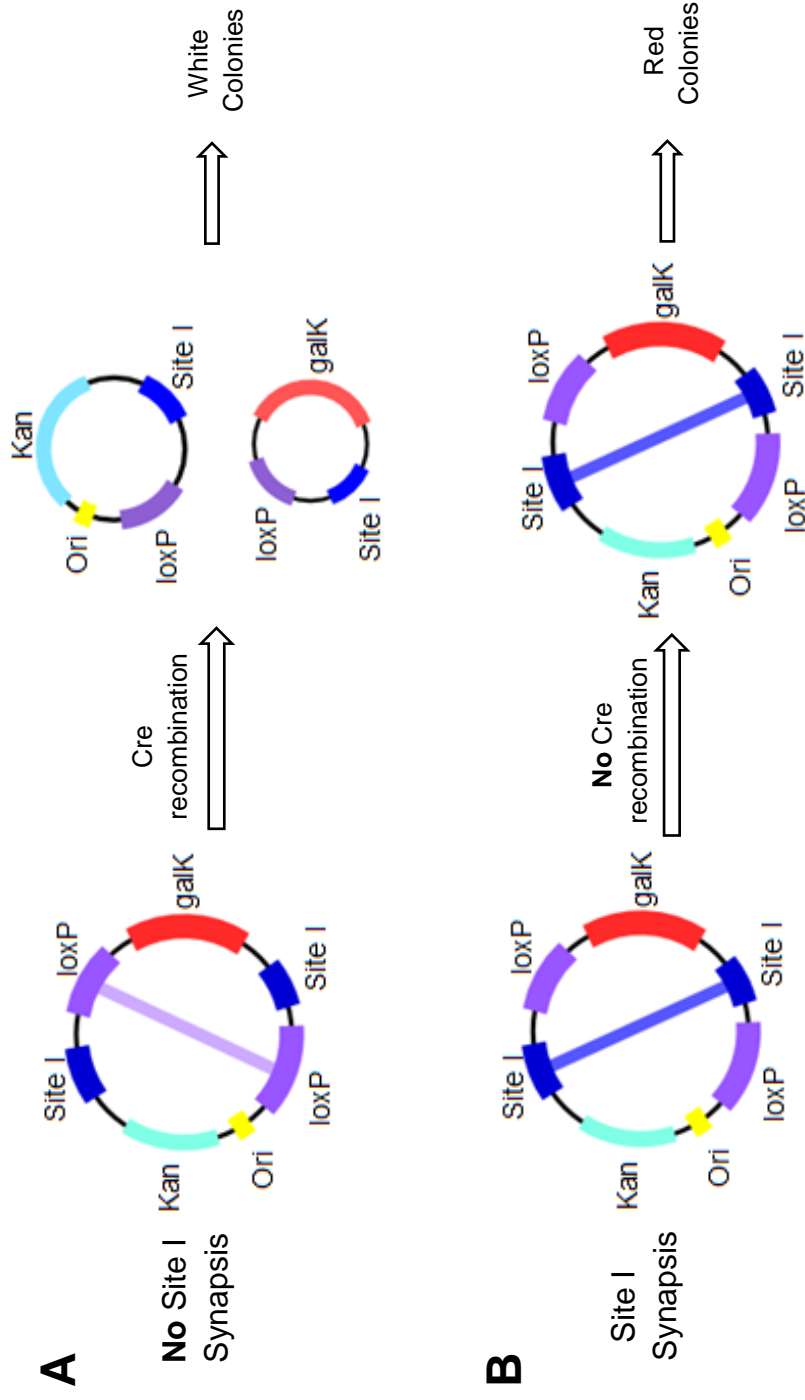 A
No Site I
Synapsis
Site I
loxP
galK
Site I
loxP
Ori
Kan
Cre
recombination
Kan
Site I
loxP
Ori
galK
loxP
Site I
White
Colonies
B
Site I
Synapsis
Site I
loxP
galK
Site I
loxP
Ori
Kan
No Cre
recombination
Site I
loxP
galK
Site I
loxP
Ori
Kan
Red
Colonies